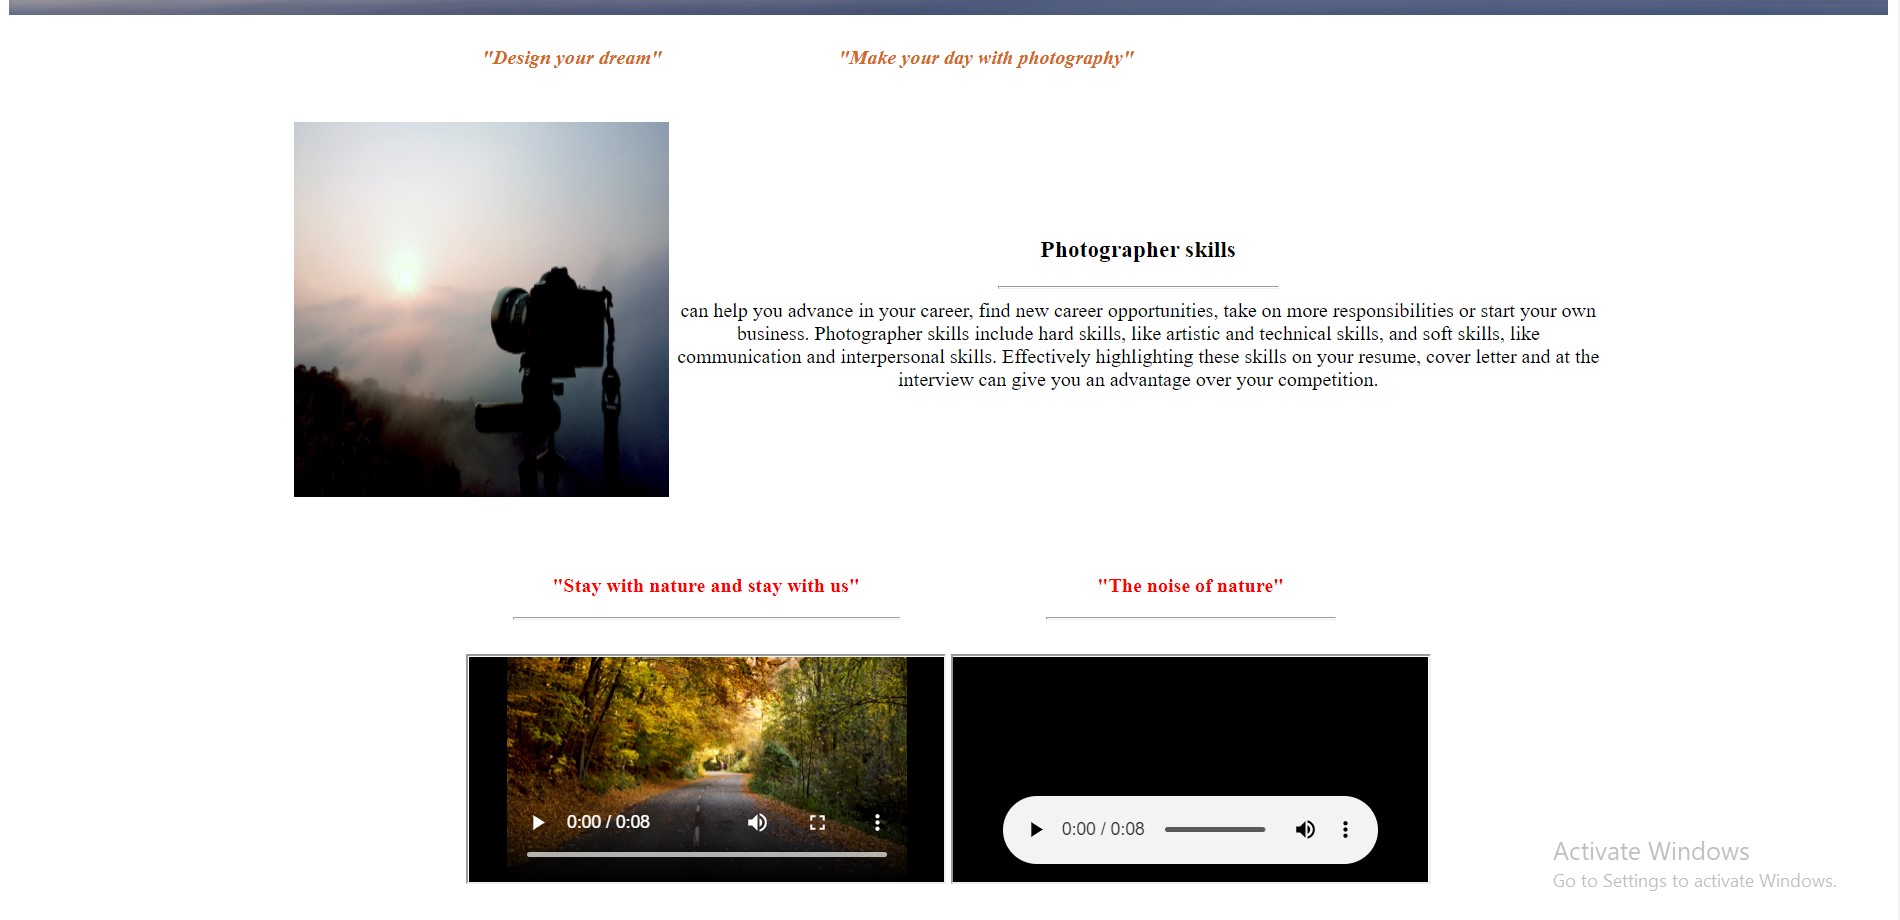 "Design your dream" "Make your day with photography"
Photographer skills
can help you advance in your career, find new career opportunities, take on more responsibilities or start your own
business. Photographer skills include hard skills, like artistic and technical skills, and soft skills, like
communication and interpersonal skills. Effectively highlighting these skills on your resume, cover letter and at the
interview can give you an advantage over your competition.
"Stay with nature and stay with us" "The noise of nature"
0:00 / 0:08
0:00 / 0:08
Activate Windows
Go to Settings to activate Windows.